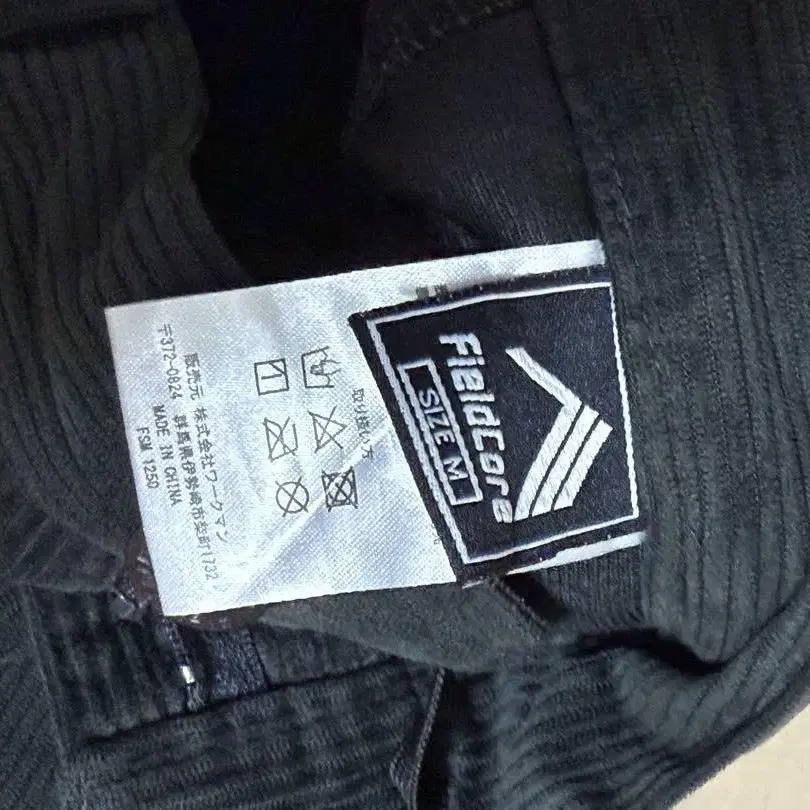 FieldCore
SIZE M
取り扱い方
販売元 株式会社ワークマン
〒372-0824 群馬県伊勢崎市柴町1732
MADE IN CHINA
FSM 1250